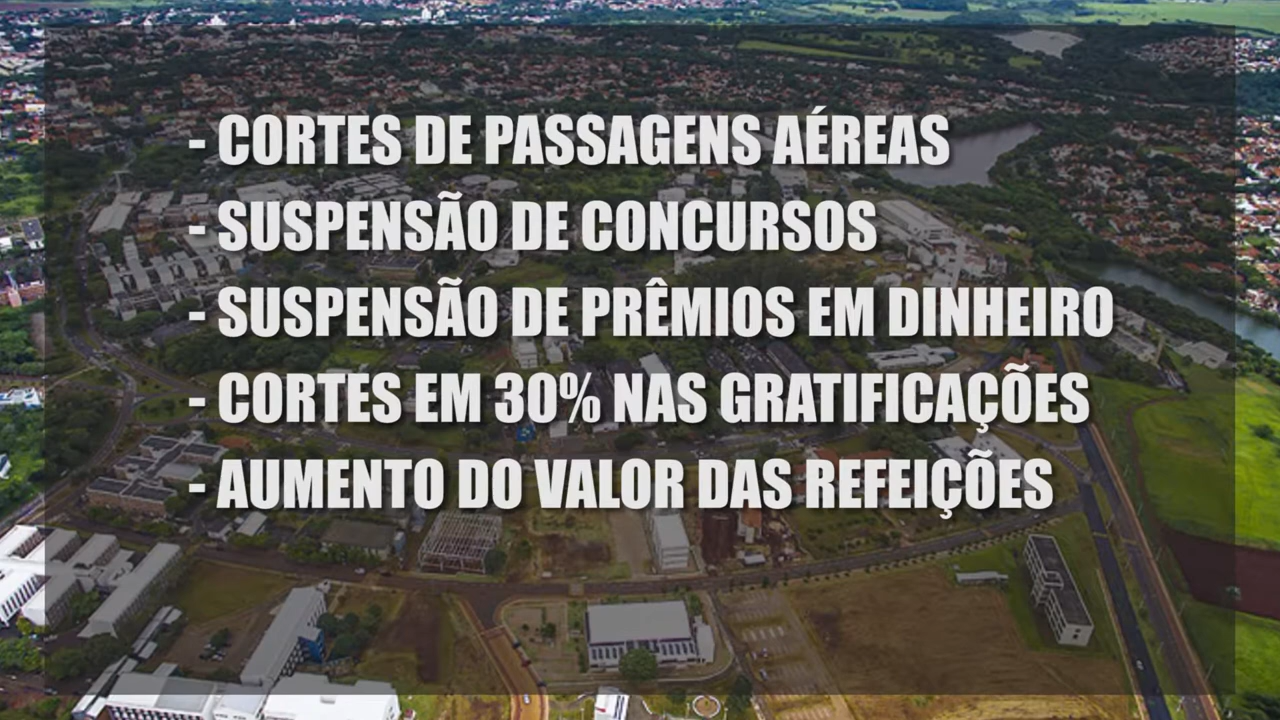 - CORTES DE PASSAGENS AÉREAS
- SUSPENSÃO DE CONCURSOS
- SUSPENSÃO DE PRÊMIOS EM DINHEIRO
- CORTES EM 30% NAS GRATIFICAÇÕES
- AUMENTO DO VALOR DAS REFEIÇÕES